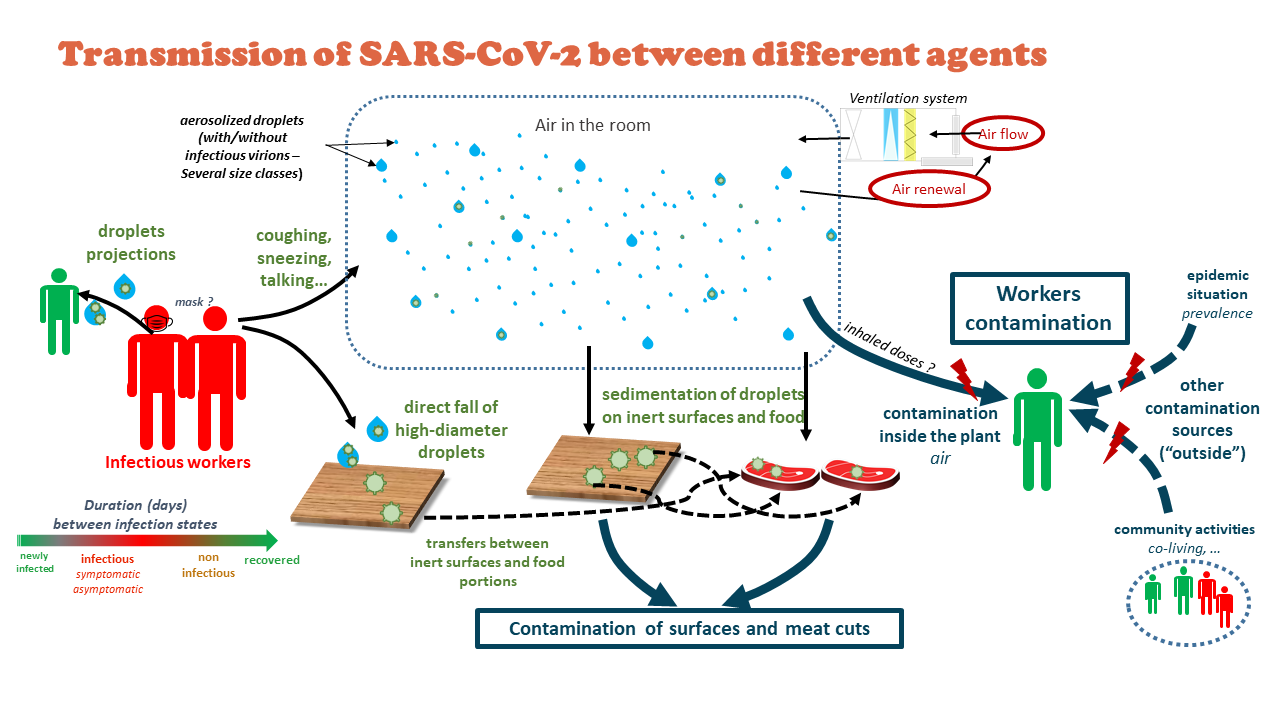 Transmission of SARS-CoV-2 between different agents
aerosolized droplets
(with/without
infectious virions –
Several size classes)
Air in the room
Ventilation system
Air flow
Air renewal
droplets
projections
coughing,
sneezing,
talking...
mask ?
Infectious workers
direct fall of
high-diameter
droplets
sedimentation of droplets
on inert surfaces and food
inhaled doses ?
Workers
contamination
epidemic
situation
prevalence
contamination
inside the plant
air
other
contamination
sources
(“outside”)
community activities
co-living, ...
Duration (days)
between infection states
newly
infected
infectious
symptomatic
asymptomatic
non
infectious
recovered
transfers between
inert surfaces and food
portions
Contamination of surfaces and meat cuts